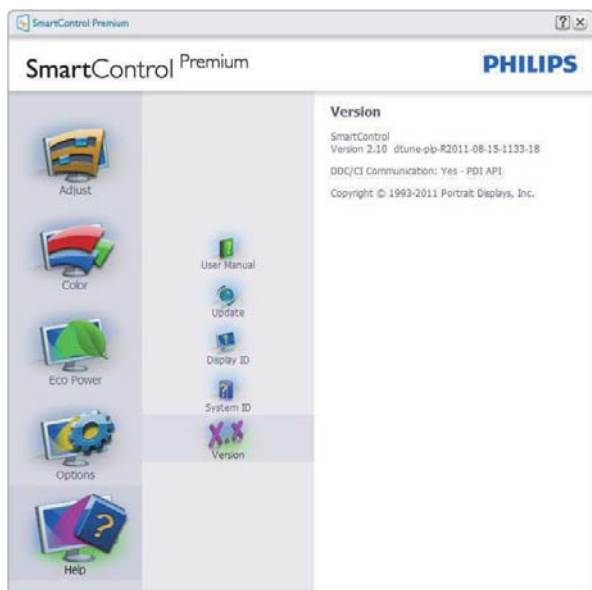 SmartControl Premium
SmartControl Premium
PHILIPS
Adjust
Color
Eco Power
Options
Help
User Manual
Update
Display ID
System ID
Version
Version
SmartControl
Version 2.10 dtune-plp-R2011-08-15-1133-18
DDC/CI Communication: Yes - PDI API
Copyright © 1993-2011 Portrait Displays, Inc.